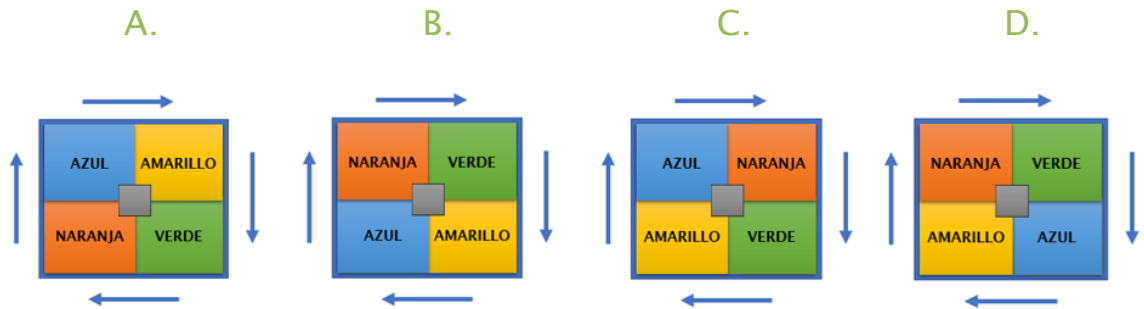 A. B. C. D.
AZUL AMARILLO NARANJA VERDE AZUL NARANJA NARANJA VERDE
NARANJA VERDE AZUL AMARILLO AMARILLO VERDE AMARILLO AZUL